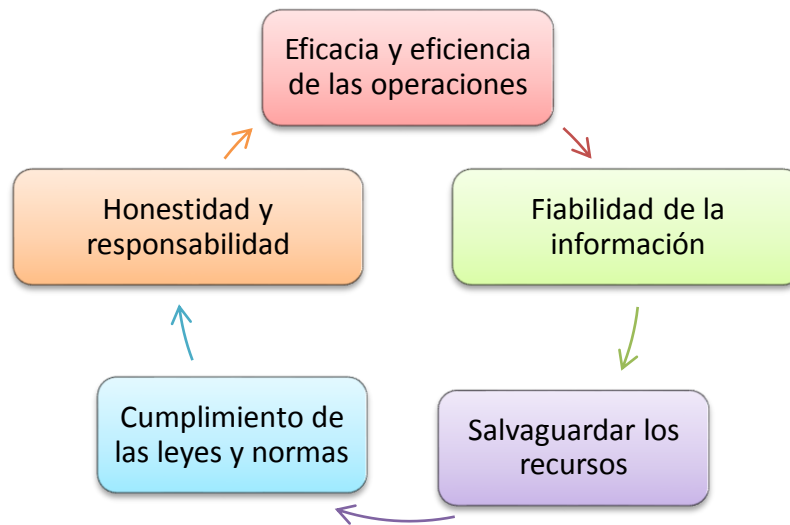 Eficacia y eficiencia
de las operaciones
Fiabilidad de la
información
Salvaguardar los
recursos
Cumplimiento de
las leyes y normas
Honestidad y
responsabilidad